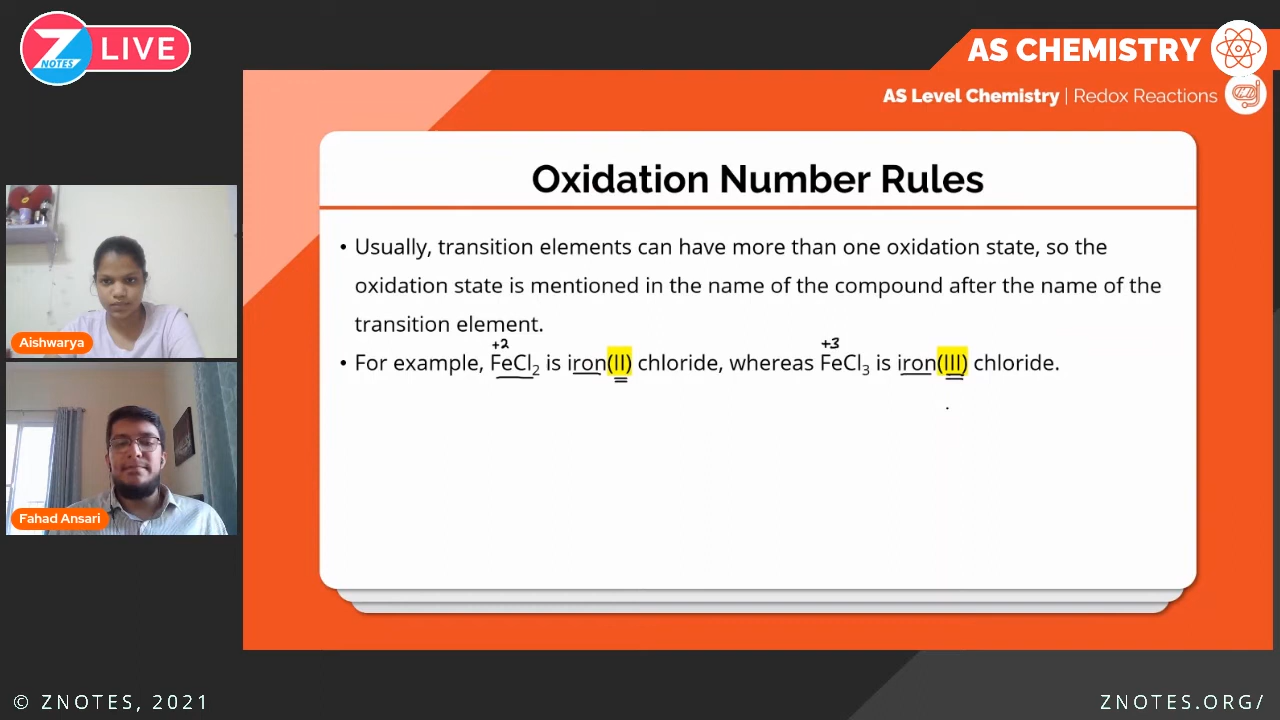 Z
NOTES
LIVE
AS CHEMISTRY
AS Level Chemistry | Redox Reactions
Oxidation Number Rules
• Usually, transition elements can have more than one oxidation state, so the
oxidation state is mentioned in the name of the compound after the name of the
transition element.
+2 +3
• For example, FeCl₂ is iron(II) chloride, whereas FeCl₃ is iron(III) chloride.
Aishwarya
Fahad Ansari
© ZNOTES, 2021
ZNOTES.ORG/